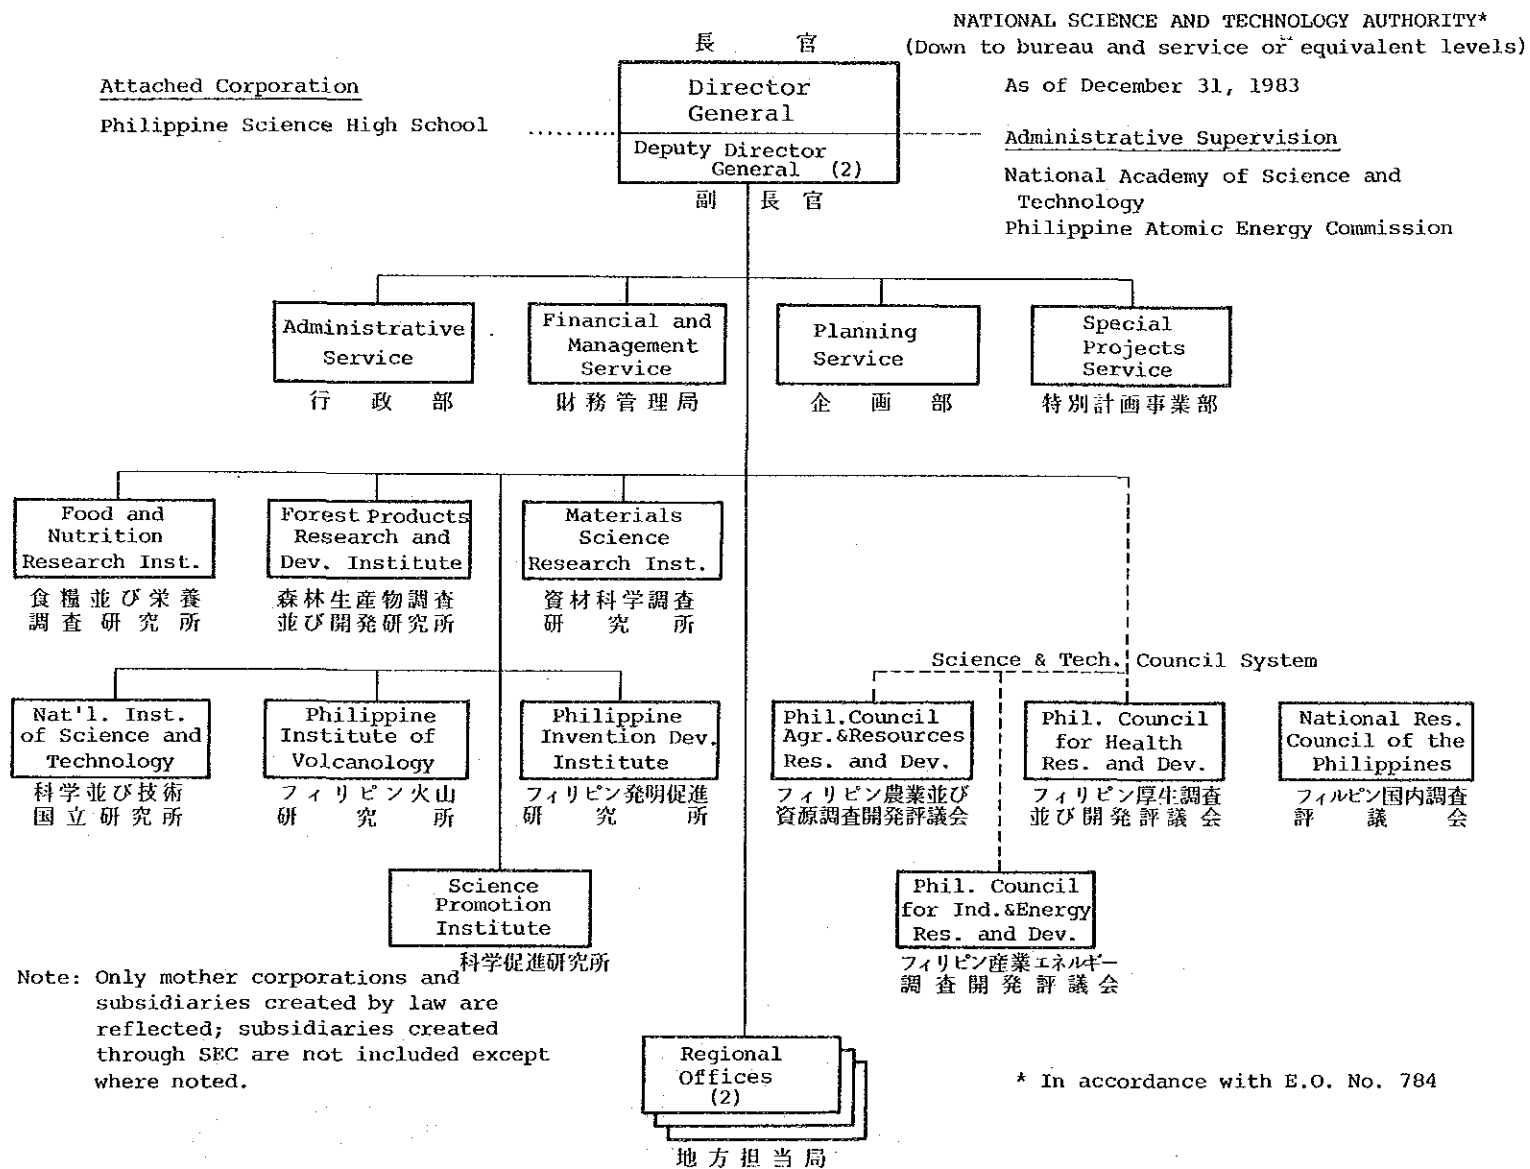 NATIONAL SCIENCE AND TECHNOLOGY AUTHORITY*
(Down to bureau and service or equivalent levels)
As of December 31, 1983
長官
Director
General
Deputy Director
General (2)
副長官
Attached Corporation
Philippine Science High School
Administrative Supervision
National Academy of Science and
Technology
Philippine Atomic Energy Commission
Administrative
Service
行政部
Financial and
Management
Service
財務管理局
Planning
Service
企画部
Special
Projects
Service
特別計画事業部
Food and
Nutrition
Research Inst.
食糧並び栄養
調査研究所
Forest Products
Research and
Dev. Institute
森林生産物調査
並び開発研究所
Materials
Science
Research Inst.
資材科学調査
研究所
Science & Tech. Council System
Nat'l. Inst.
of Science and
Technology
科学並び技術
国立研究所
Philippine
Institute of
Volcanology
フィリピン火山
研究所
Philippine
Invention Dev.
Institute
フィリピン発明促進
研究所
Phil.Council
Agr.&Resources
Res. and Dev.
フィリピン農業並び
資源調査開発評議会
Phil. Council
for Health
Res. and Dev.
フィリピン厚生調査
並び開発評議会
National Res.
Council of the
Philippines
フィルピン国内調査
評議会
Science
Promotion
Institute
科学促進研究所
Phil. Council
for Ind.&Energy
Res. and Dev.
フィリピン産業エネルギー
調査開発評議会
Note: Only mother corporations and
subsidiaries created by law are
reflected; subsidiaries created
through SEC are not included except
where noted.
Regional
Offices
(2)
地方担当局
* In accordance with E.O. No. 784